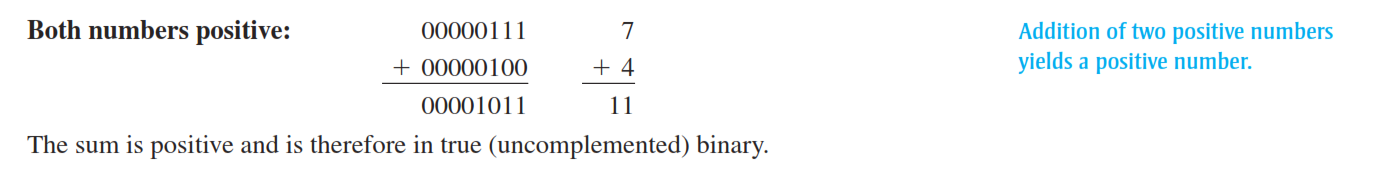 Both numbers positive: 00000111 7
+ 00000100 + 4
00001011 11
The sum is positive and is therefore in true (uncomplemented) binary.
Addition of two positive numbers
yields a positive number.